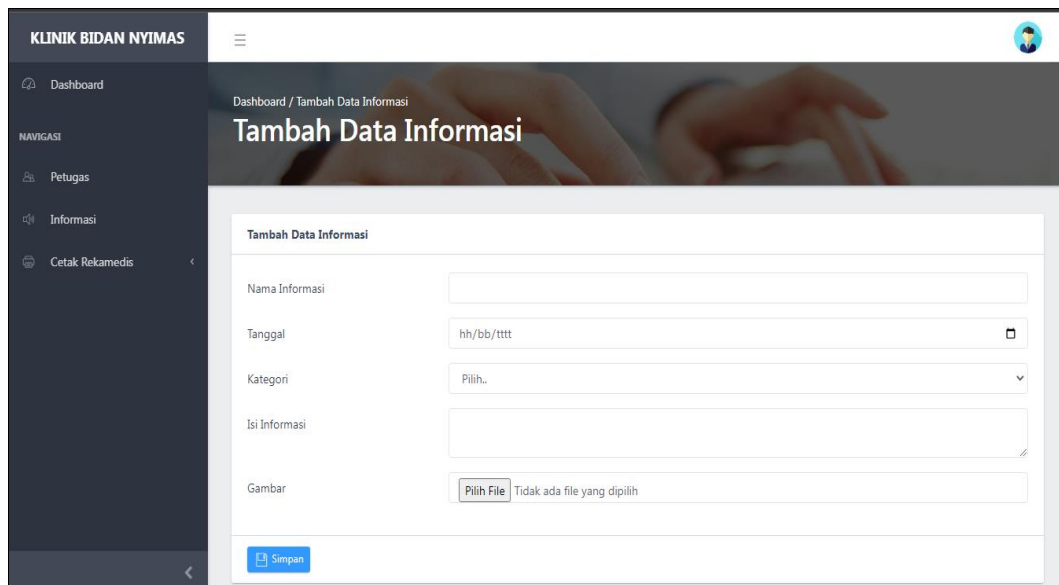 KLINIK BIDAN NYIMAS
Dashboard
NAVIGASI
Petugas
Informasi
Cetak Rekamedis
Dashboard / Tambah Data Informasi
Tambah Data Informasi
Tambah Data Informasi
Nama Informasi
Tanggal
hh/bb/tttt
Kategori
Pilih..
Isi Informasi
Gambar
Pilih File Tidak ada file yang dipilih
Simpan